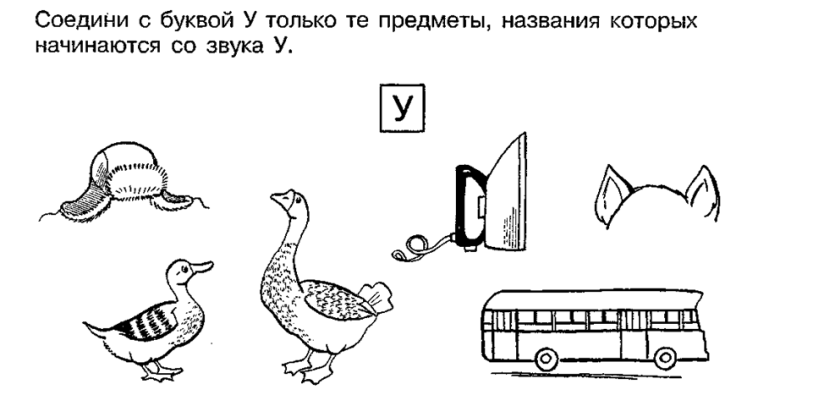 Соедини с буквой У только те предметы, названия которых
начинаются со звука У.
У